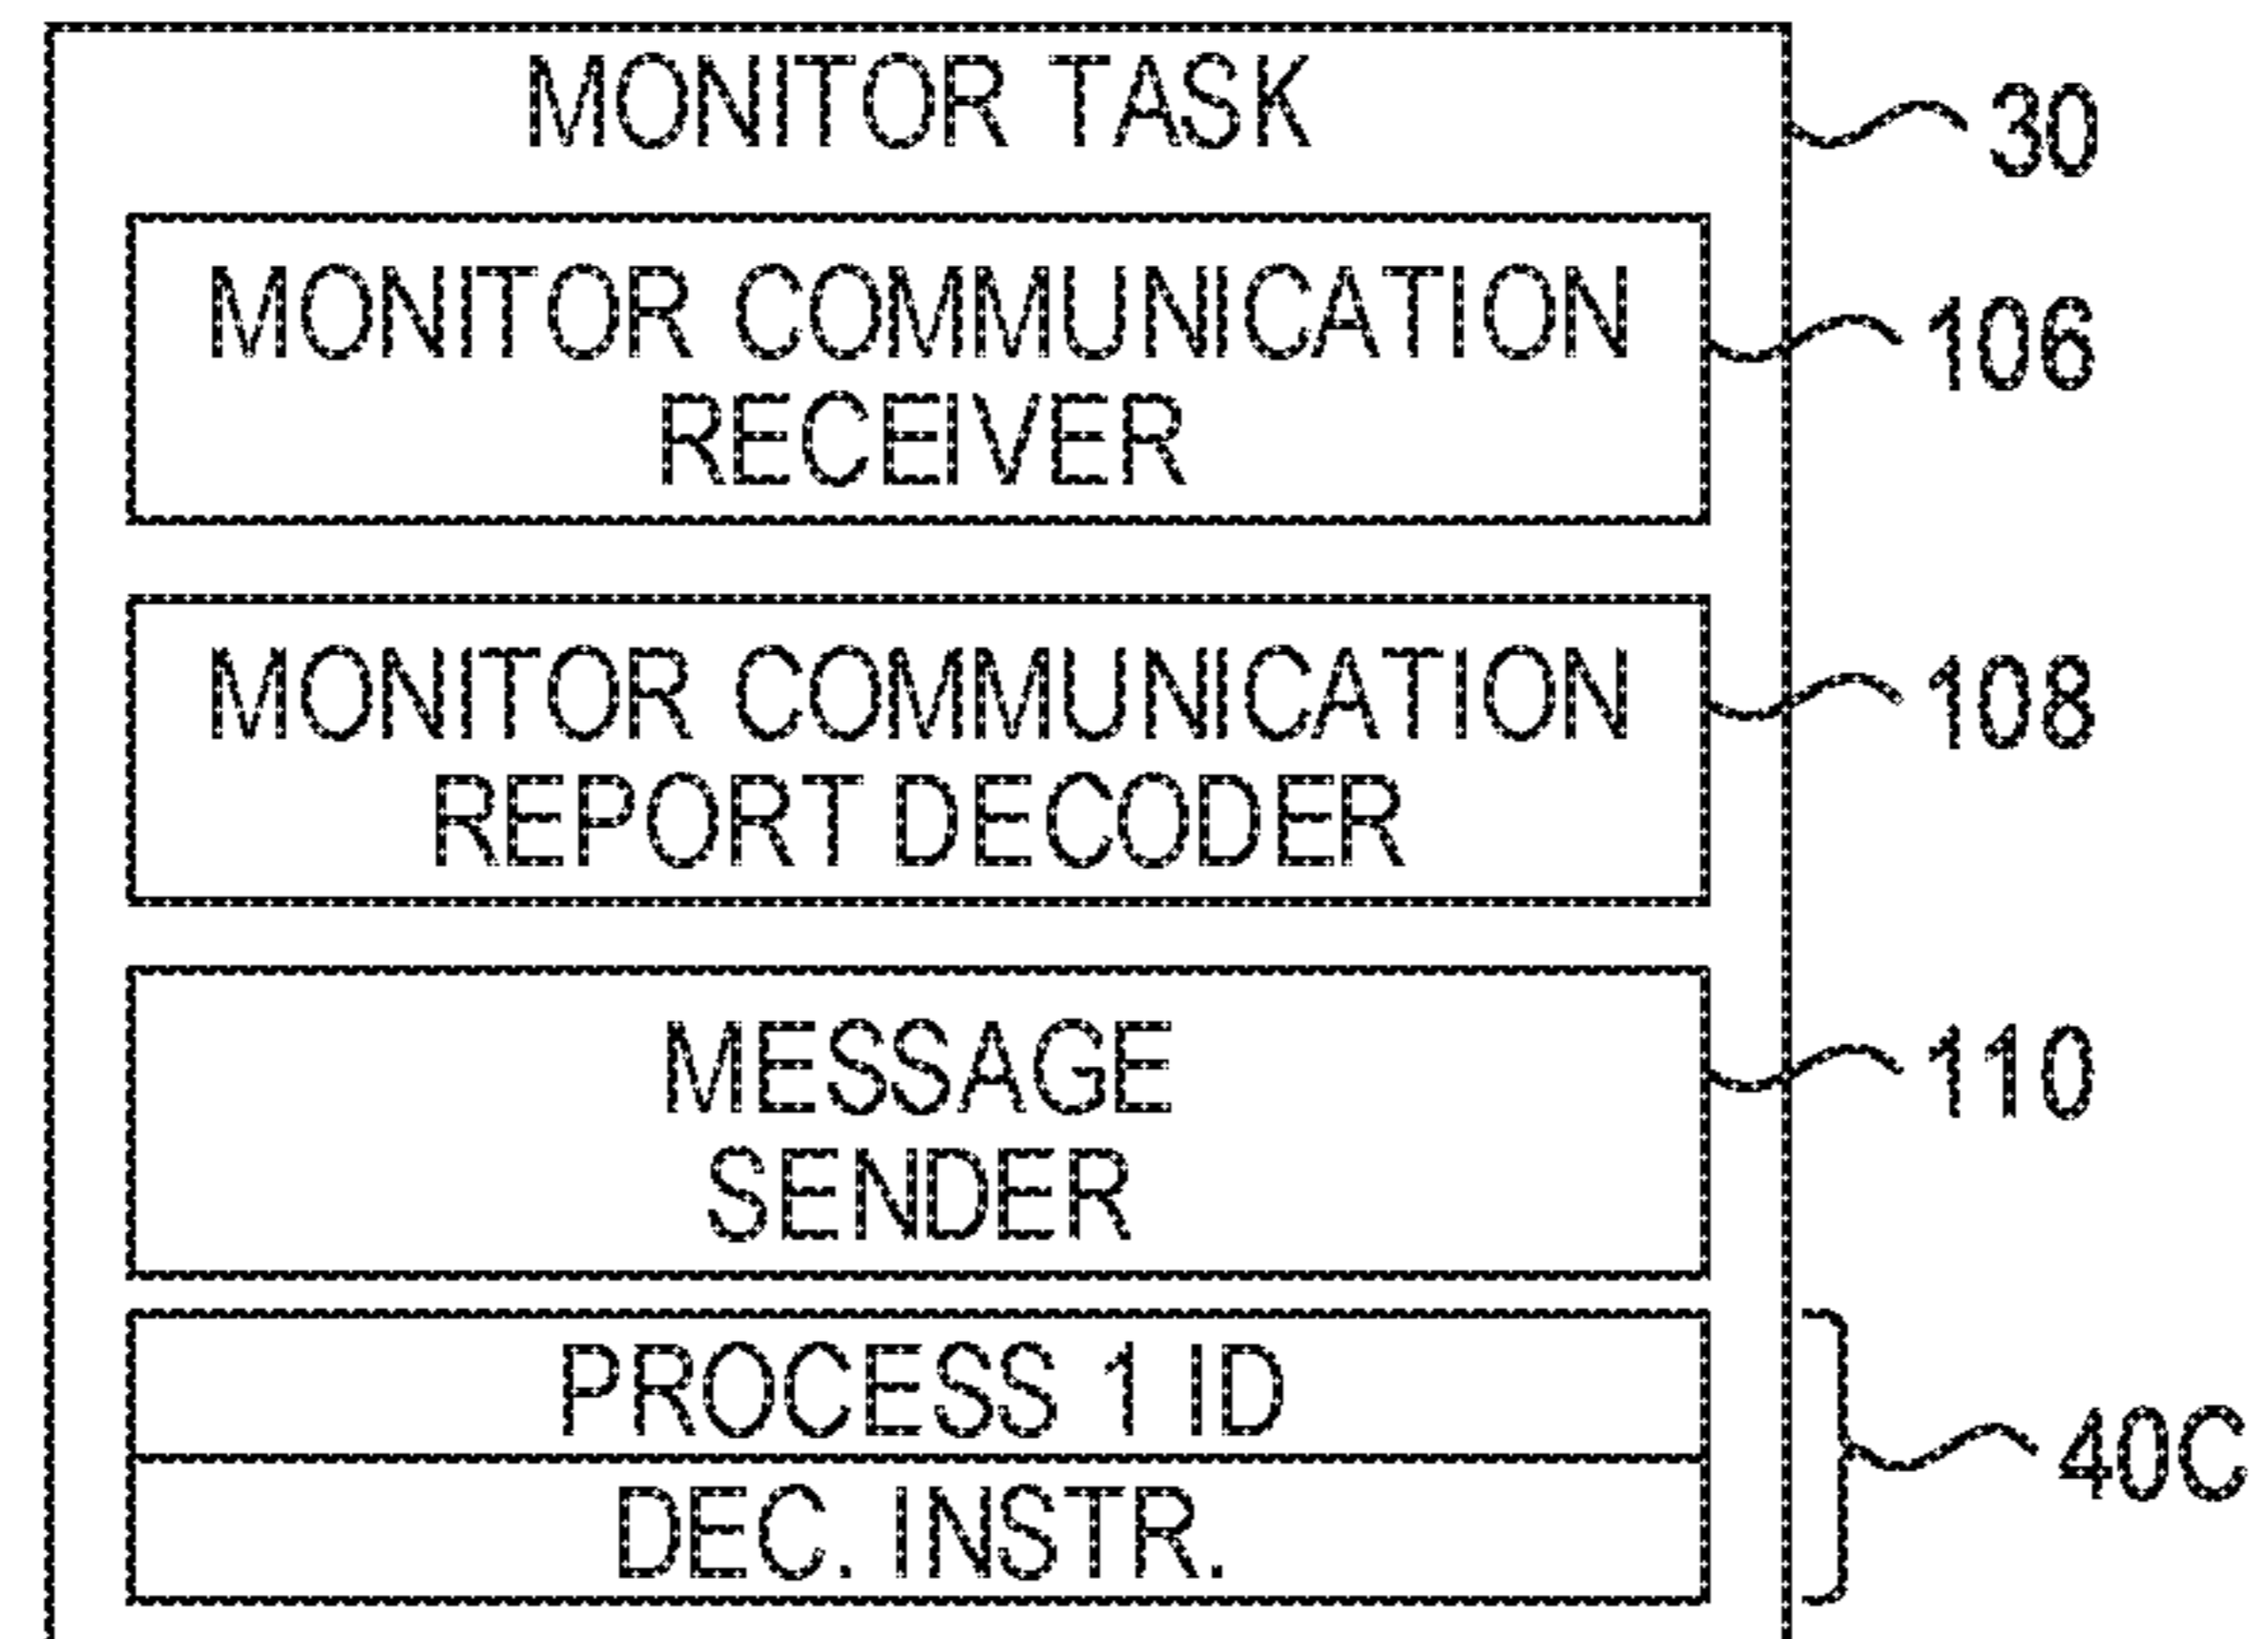 MONITOR TASK
30
MONITOR COMMUNICATION
RECEIVER
106
MONITOR COMMUNICATION
REPORT DECODER
108
MESSAGE
SENDER
110
PROCESS 1 ID
DEC. INSTR.
40C